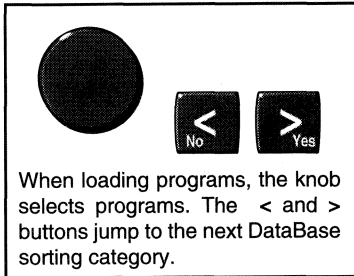 < >
No Yes
When loading programs, the knob
selects programs. The < and >
buttons jump to the next DataBase
sorting category.